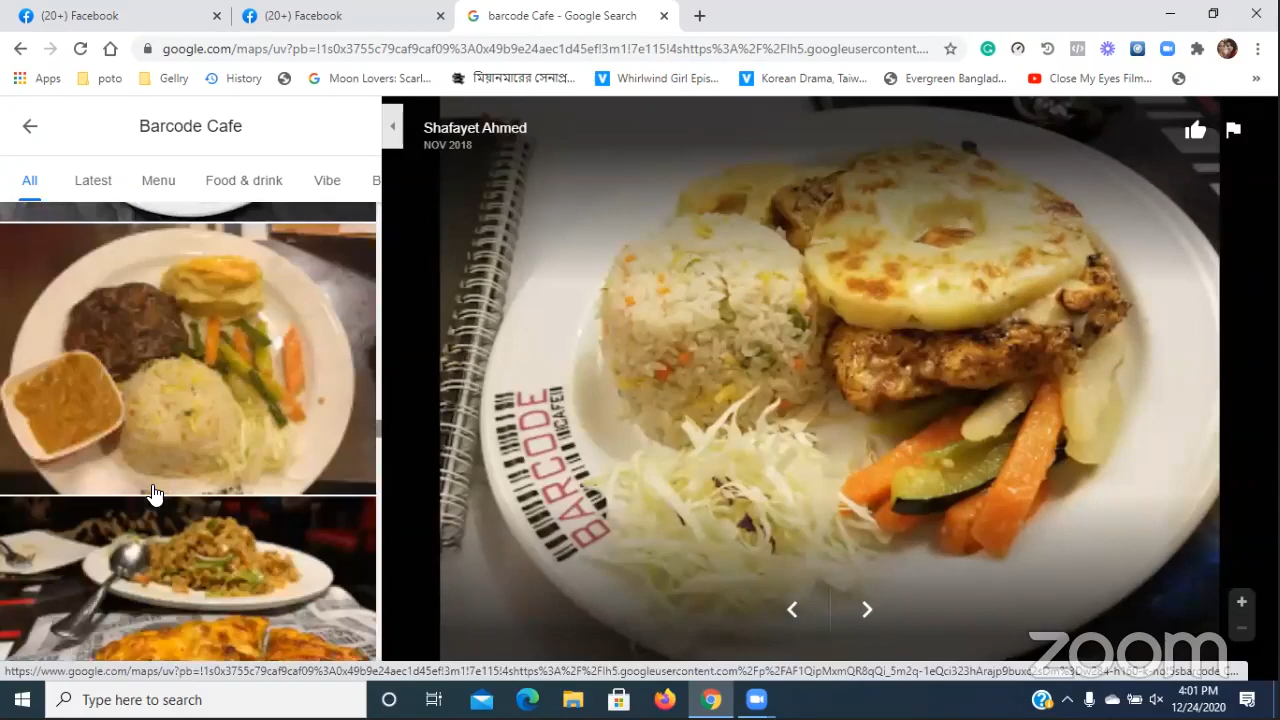 (20+) Facebook
(20+) Facebook
barcode Cafe - Google Search
google.com/maps/uv?pb=!1s0x3755c79caf9caf09%3A0x49b9e24aec1d45ef!3m1!7e115!4shttps%3A%2F%2Flh5.googleusercontent....
Apps
poto
Gellry
History
Moon Lovers: Scarl...
মিয়ানমারের সেনাপ্র...
Whirlwind Girl Epis...
Korean Drama, Taiw...
Evergreen Banglad...
Close My Eyes Film...
»
Barcode Cafe
All
Latest
Menu
Food & drink
Vibe
B
Shafayet Ahmed
NOV 2018
BARCODE
CAFE
zoom
Type here to search
4:01 PM
12/24/2020